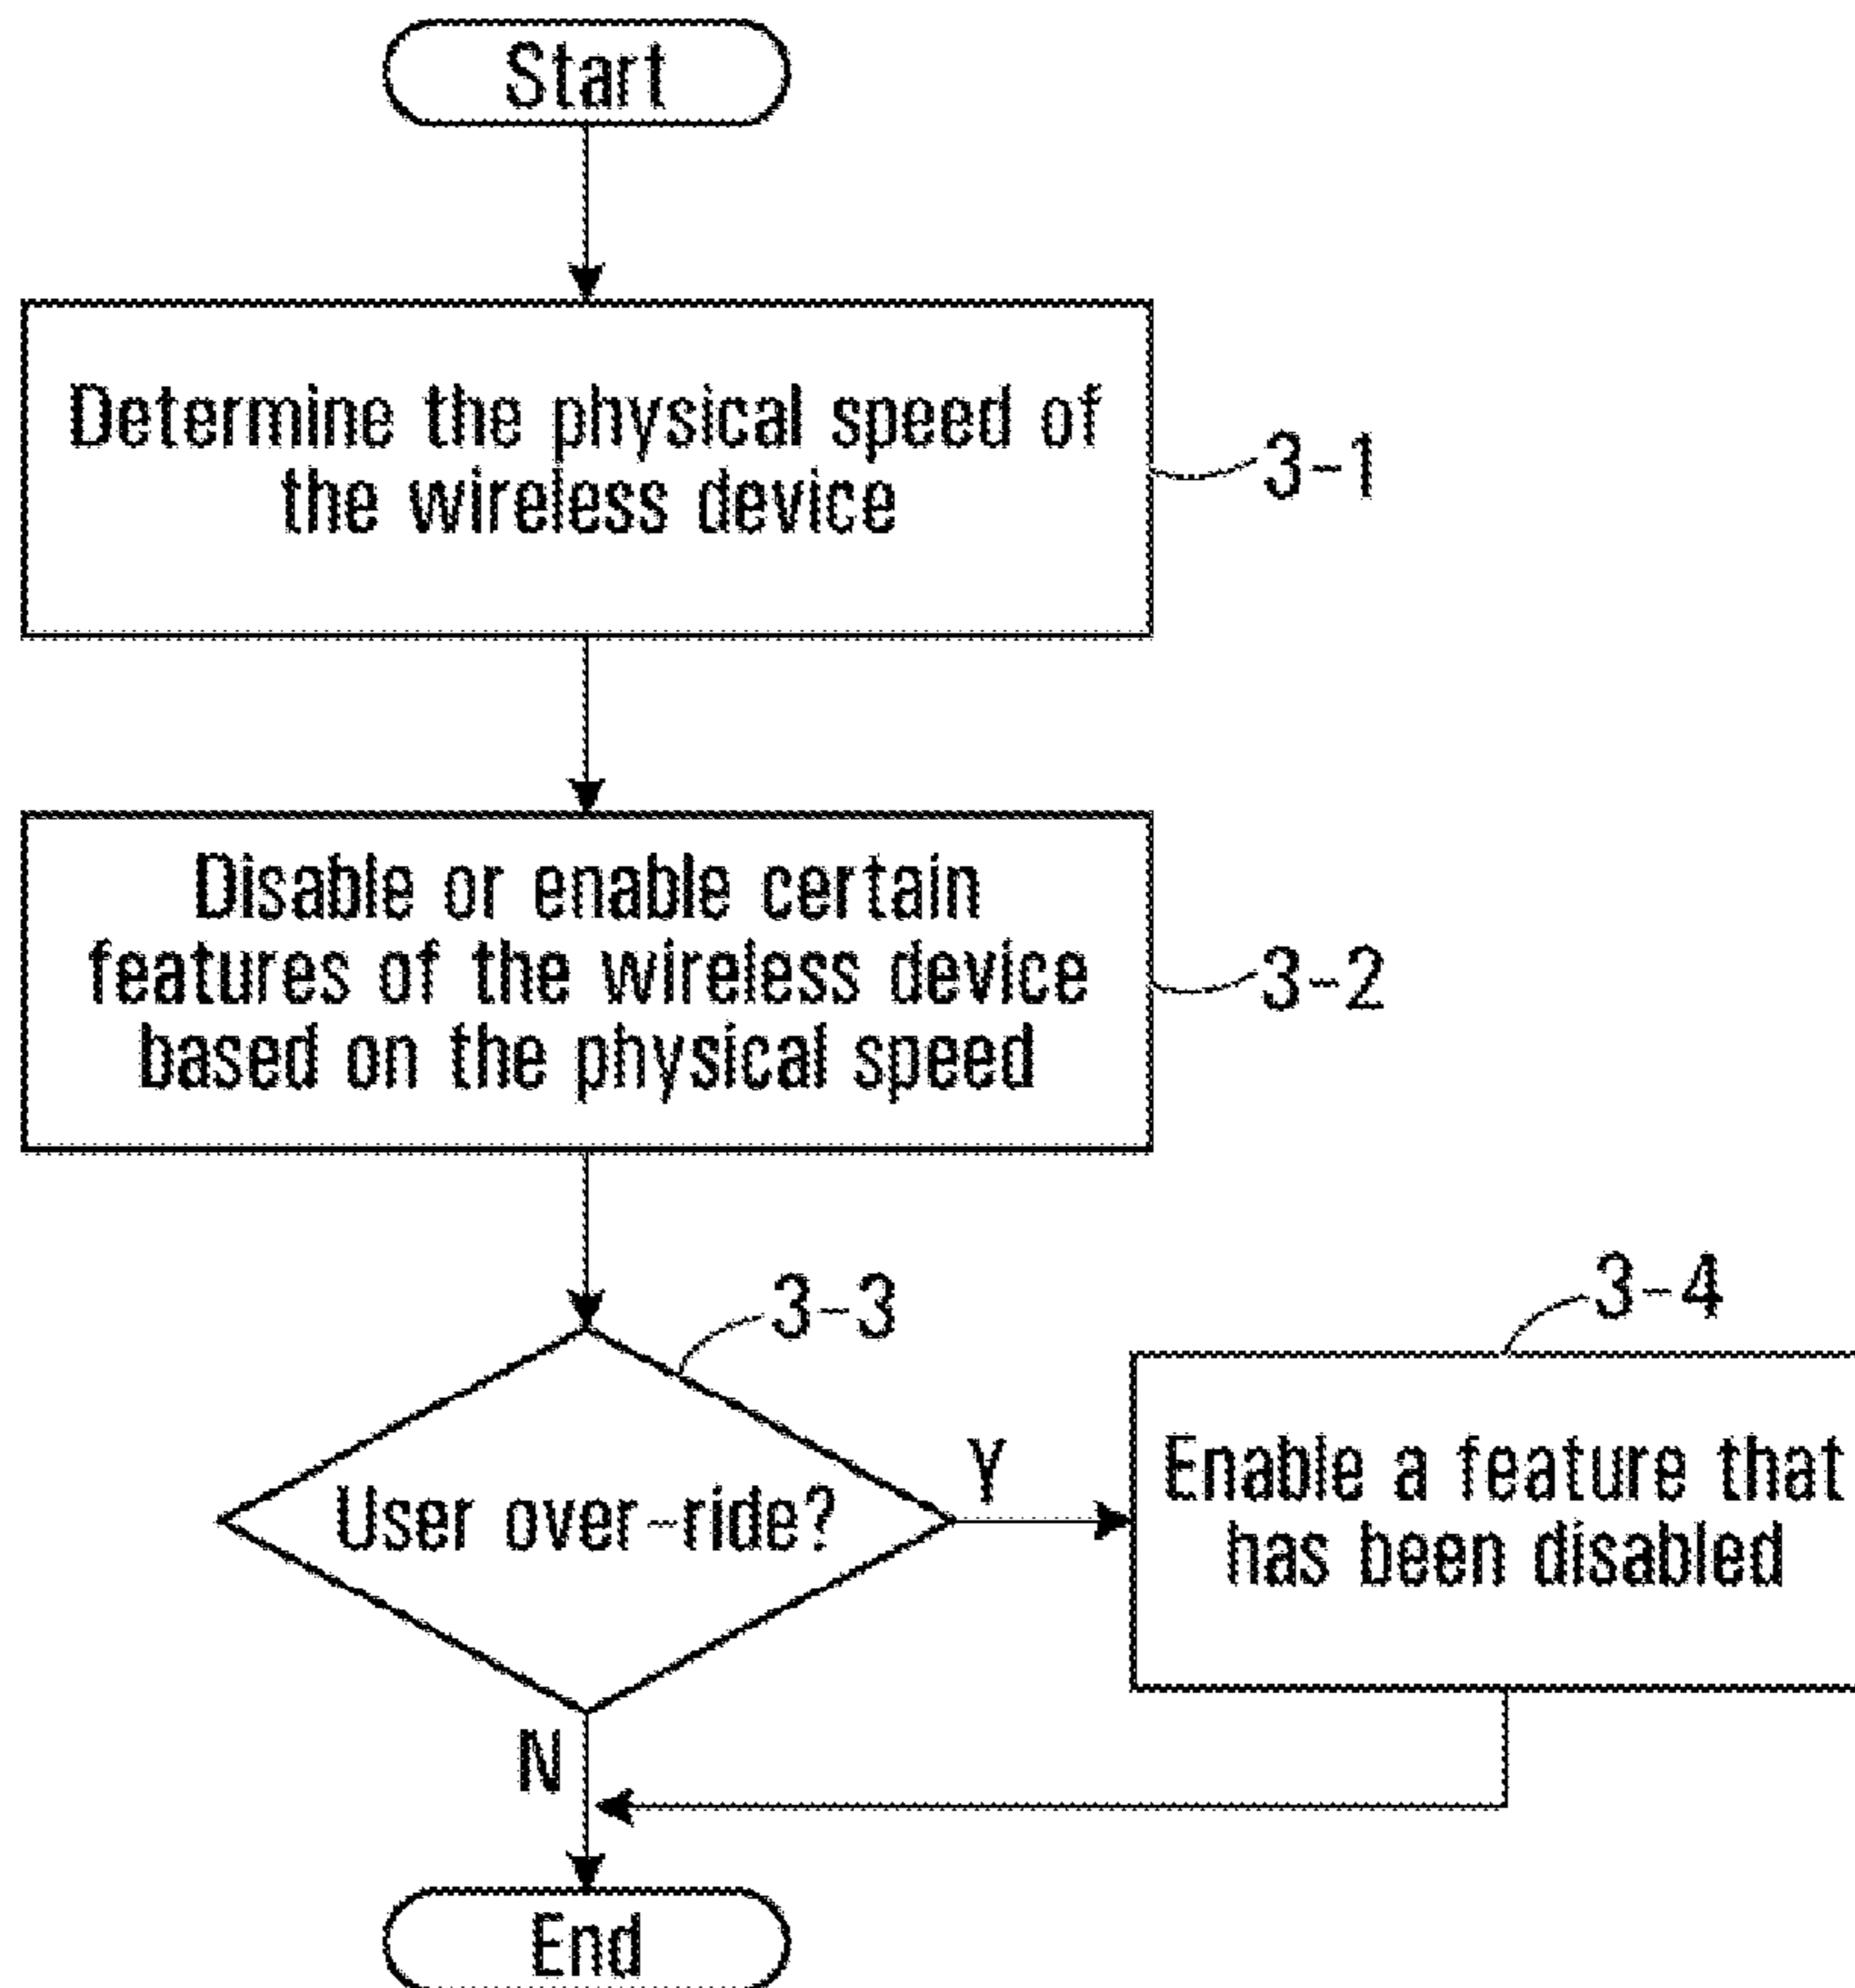 Start
Determine the physical speed of
the wireless device
3-1
Disable or enable certain
features of the wireless device
based on the physical speed
3-2
3-3
User over-ride?
Y
3-4
Enable a feature that
has been disabled
N
End